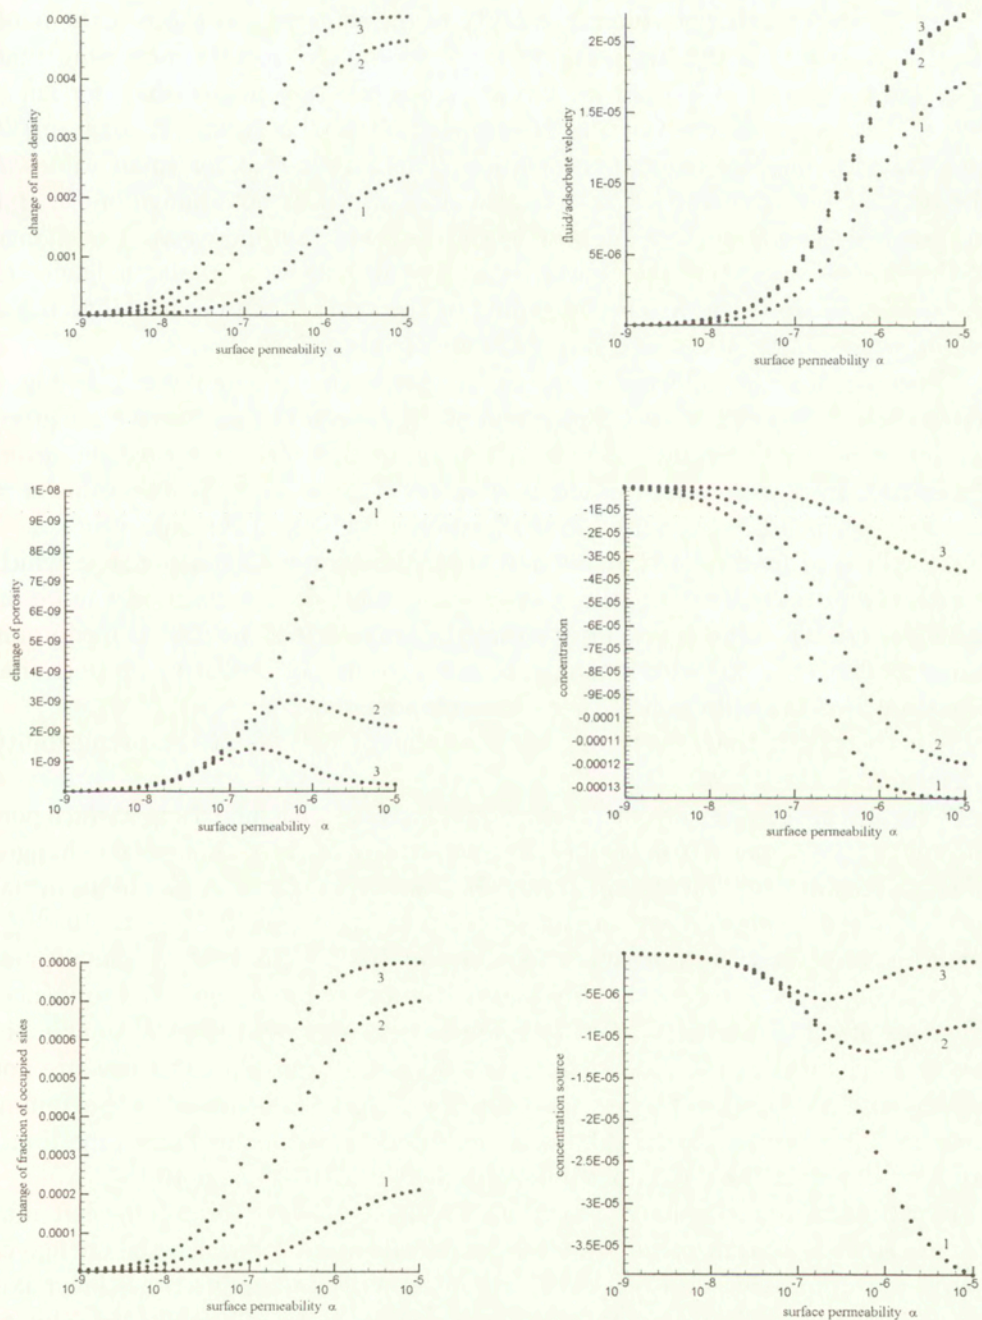 0.005
0.004
0.003
0.002
0.001
change of mass density
3
2
1
10^-9
10^-8
10^-7
10^-6
10^-5
surface permeability α
2E-05
1.5E-05
1E-05
5E-06
fluid/adsorbate velocity
3
2
1
10^-9
10^-8
10^-7
10^-6
10^-5
surface permeability α
1E-08
9E-09
8E-09
7E-09
6E-09
5E-09
4E-09
3E-09
2E-09
1E-09
change of porosity
1
2
3
10^-9
10^-8
10^-7
10^-6
10^-5
surface permeability α
-1E-05
-2E-05
-3E-05
-4E-05
-5E-05
-6E-05
-7E-05
-8E-05
-9E-05
-0.0001
-0.00011
-0.00012
-0.00013
concentration
3
2
1
10^-9
10^-8
10^-7
10^-6
10^-5
surface permeability α
0.0008
0.0007
0.0006
0.0005
0.0004
0.0003
0.0002
0.0001
change of fraction of occupied sites
3
2
1
10^-9
10^-8
10^-7
10^-6
10^-5
surface permeability α
-5E-06
-1E-05
-1.5E-05
-2E-05
-2.5E-05
-3E-05
-3.5E-05
concentration source
3
2
1
10^-9
10^-8
10^-7
10^-6
10^-5
surface permeability α